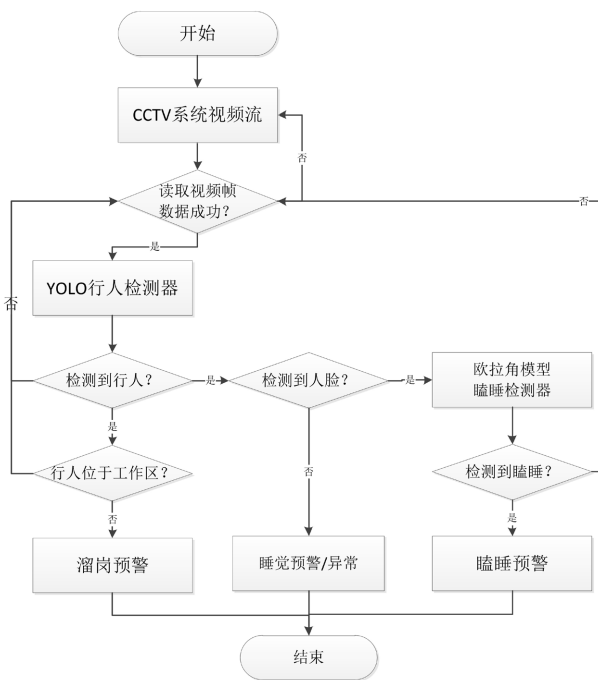 开始
CCTV系统视频流
否
读取视频帧
数据成功？
否
是
YOLO行人检测器
否
检测到行人？
是
检测到人脸？
是
欧拉角模型
瞌睡检测器
是
行人位于工作区？
否
检测到瞌睡？
否
是
溜岗预警
睡觉预警/异常
瞌睡预警
结束